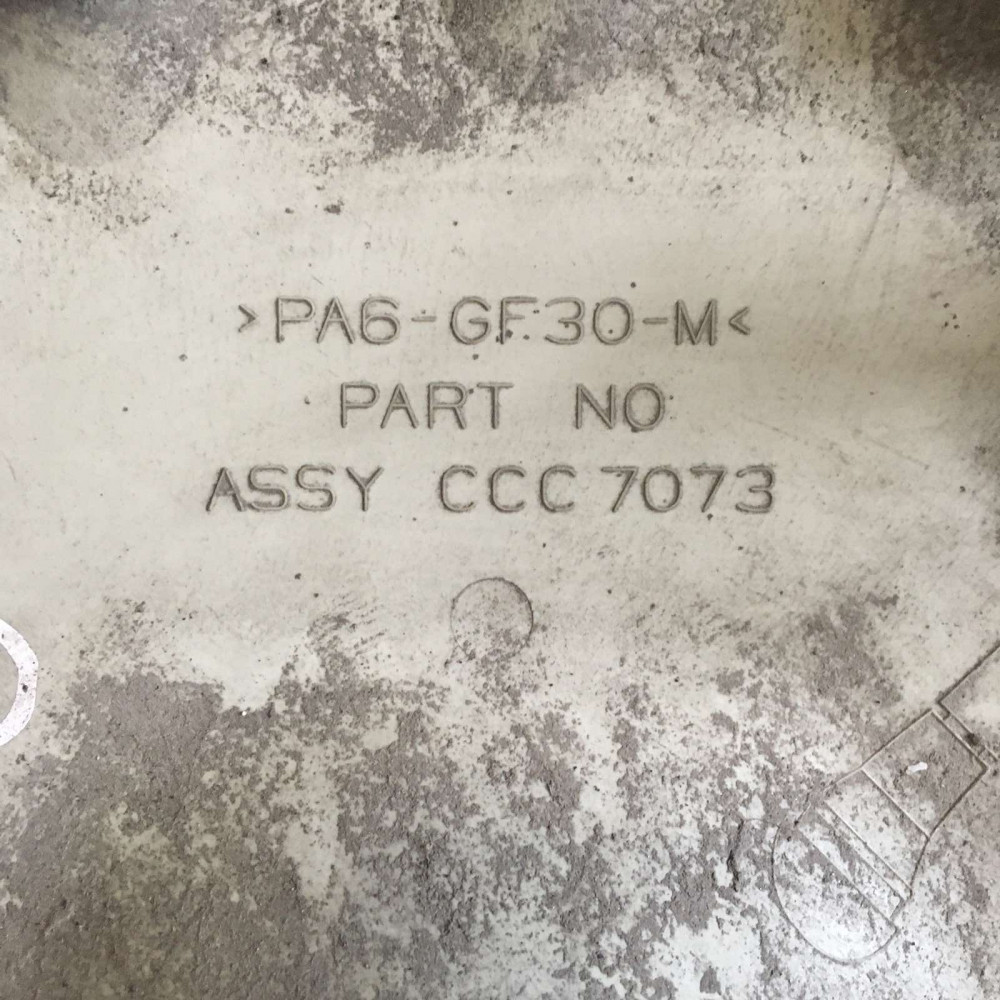 >PA6-GF30-M<
PART NO
ASSY CCC 7073